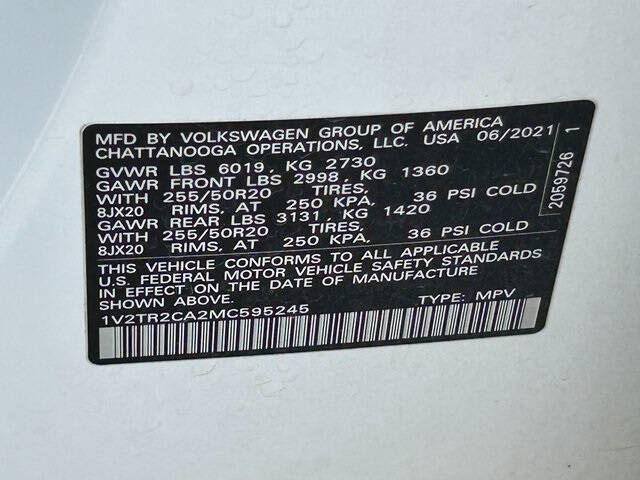 MFD BY VOLKSWAGEN GROUP OF AMERICA
CHATTANOOGA OPERATIONS, LLC. USA 06/2021
GVWR LBS 6019, KG 2730
GAWR FRONT LBS 2998, KG 1360
WITH 255/50R20 TIRES,
8JX20 RIMS, AT 250 KPA, 36 PSI COLD
GAWR REAR LBS 3131, KG 1420
WITH 255/50R20 TIRES,
8JX20 RIMS, AT 250 KPA, 36 PSI COLD
THIS VEHICLE CONFORMS TO ALL APPLICABLE
U.S. FEDERAL MOTOR VEHICLE SAFETY STANDARDS
IN EFFECT ON THE DATE OF MANUFACTURE
SHOWN ABOVE.
1V2TR2CA2MC595245 TYPE: MPV
2059726 1